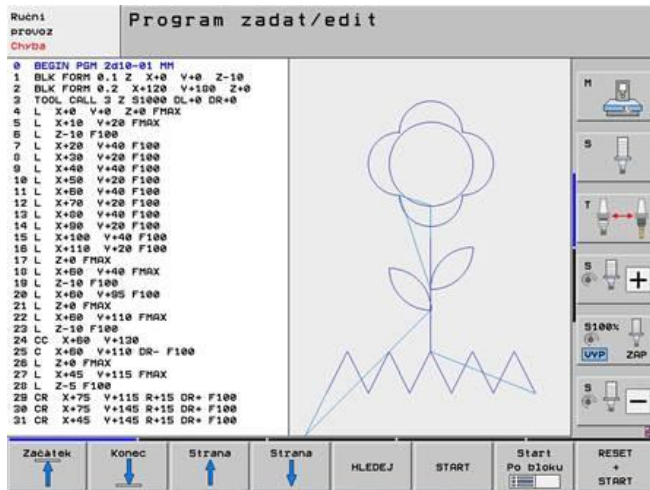 Ruční
provoz
Chyba
Program zadat/edit
0 BEGIN PGM 2d10-01 MM
1 BLK FORM 0.1 Z X+0 Y+0 Z-10
2 BLK FORM 0.2 X+120 Y+180 Z+0
3 TOOL CALL 3 Z S1000 DL+0 DR+0
4 L X+0 Y+0 Z+0 FMAX
5 L X+10 Y+20 FMAX
6 L Z-10 F100
7 L X+20 Y+40 F100
8 L X+30 Y+20 F100
9 L X+40 Y+40 F100
10 L X+50 Y+20 F100
11 L X+60 Y+40 F100
12 L X+70 Y+20 F100
13 L X+80 Y+40 F100
14 L X+90 Y+20 F100
15 L X+100 Y+40 F100
16 L X+110 Y+20 F100
17 L Z+0 FMAX
18 L X+60 Y+40 FMAX
19 L Z-10 F100
20 L X+60 Y+95 F100
21 L Z+0 FMAX
22 L X+60 Y+110 FMAX
23 L Z-10 F100
24 CC X+60 Y+130
25 C X+60 Y+110 DR- F100
26 L Z+0 FMAX
27 L X+45 Y+115 FMAX
28 L Z-5 F100
29 CR X+75 Y+115 R+15 DR+ F100
30 CR X+75 Y+145 R+15 DR+ F100
31 CR X+45 Y+145 R+15 DR+ F100
M
S
T
S
S100%
VYP ZAP
S
Začátek
Konec
Strana
Strana
HLEDEJ
START
Start
Po bloku
RESET
+
START